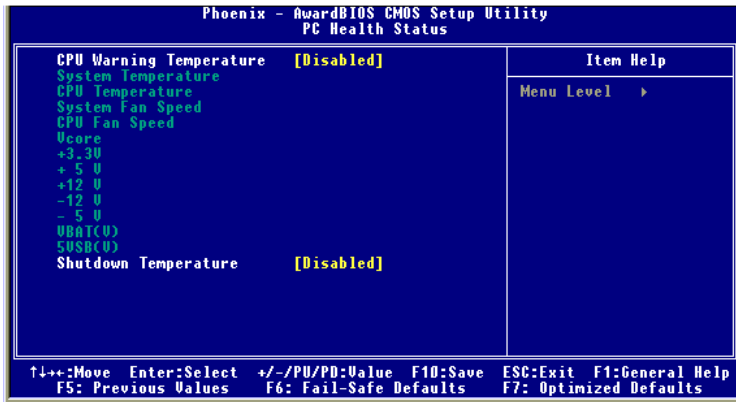 Phoenix - AwardBIOS CMOS Setup Utility
PC Health Status
CPU Warning Temperature [Disabled]
System Temperature
CPU Temperature
System Fan Speed
CPU Fan Speed
Vcore
+3.3V
+ 5 V
+12 V
-12 V
- 5 V
VBAT(V)
5VSB(V)
Shutdown Temperature [Disabled]
Item Help
Menu Level ▸
↑↓→←:Move Enter:Select +/-/PU/PD:Value F10:Save ESC:Exit F1:General Help
F5: Previous Values F6: Fail-Safe Defaults F7: Optimized Defaults